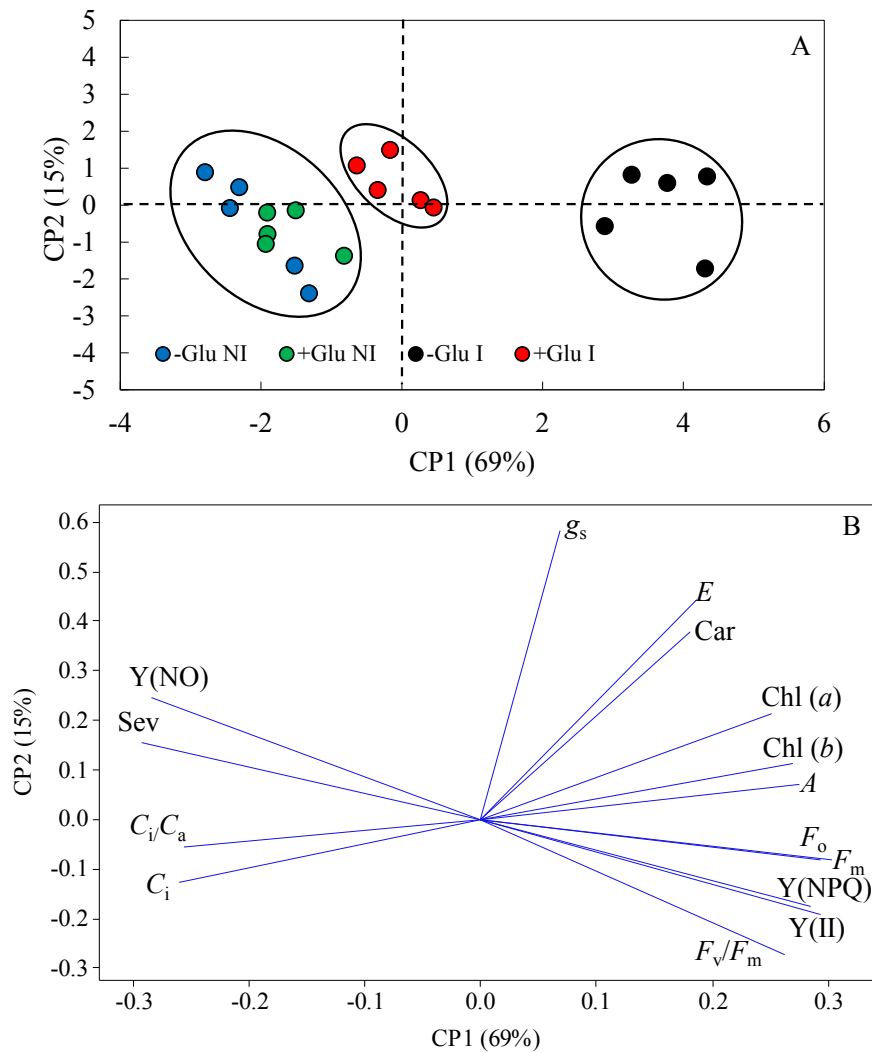 A
5
4
3
2
1
0
-1
-2
-3
-4
-5
CP2 (15%)
-Glu NI +Glu NI -Glu I +Glu I
-4 -2 0 2 4 6
CP1 (69%)
B
0.6
0.5
0.4
0.3
0.2
0.1
0.0
-0.1
-0.2
-0.3
CP2 (15%)
gs
E
Car
Y(NO)
Chl (a)
Sev
Chl (b)
A
Ci/Ca
Fo
Fm
Ci
Y(NPQ)
Y(II)
Fv/Fm
-0.3 -0.2 -0.1 0.0 0.1 0.2 0.3
CP1 (69%)